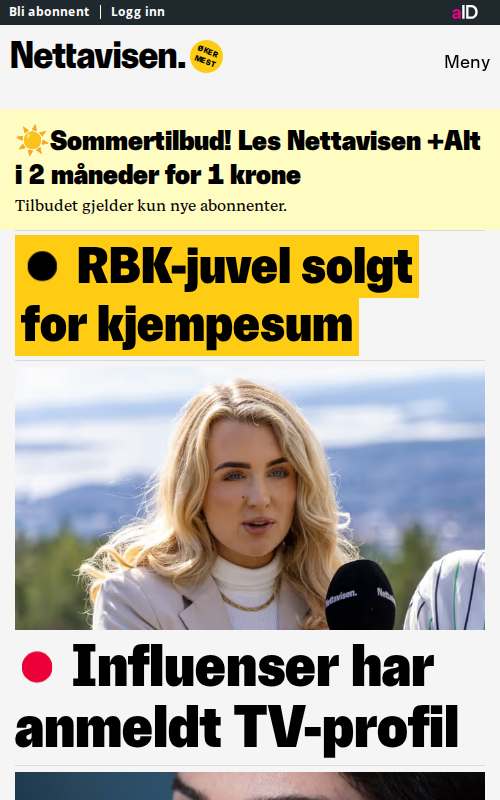 Bli abonnent | Logg inn
aID
Nettavisen.
ØKER
MEST
Meny
☀️Sommertilbud! Les Nettavisen +Alt
i 2 måneder for 1 krone
Tilbudet gjelder kun nye abonnenter.
RBK-juvel solgt
for kjempesum
Nettavisen.
Influenser har
anmeldt TV-profil